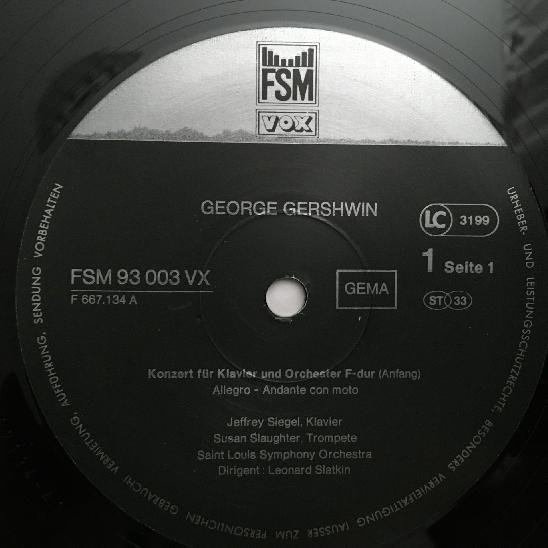 FSM
VOX
GEORGE GERSHWIN
LC 3199
FSM 93 003 VX
F 667.134 A
GEMA
1 Seite 1
ST 33
Konzert für Klavier und Orchester F-dur (Anfang)
Allegro - Andante con moto
Jeffrey Siegel, Klavier
Susan Slaughter, Trompete
Saint Louis Symphony Orchestra
Dirigent: Leonard Slatkin
URHEBER- UND LEISTUNGSSCHUTZRECHTE, BESONDERS VERVIELFÄLTIGUNG (AUSSER ZUM PERSÖNLICHEN GEBRAUCH) VERMIETUNG, AUFFÜHRUNG, SENDUNG VORBEHALTEN